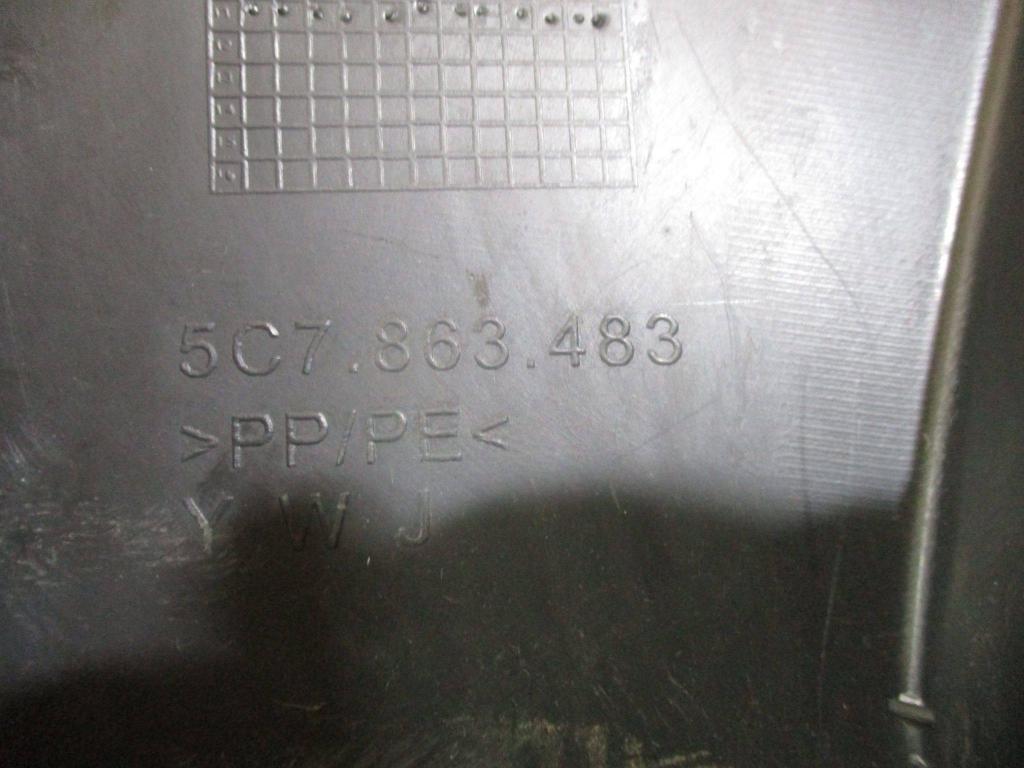 5C7.863.483
>PP/PE<
Y W J